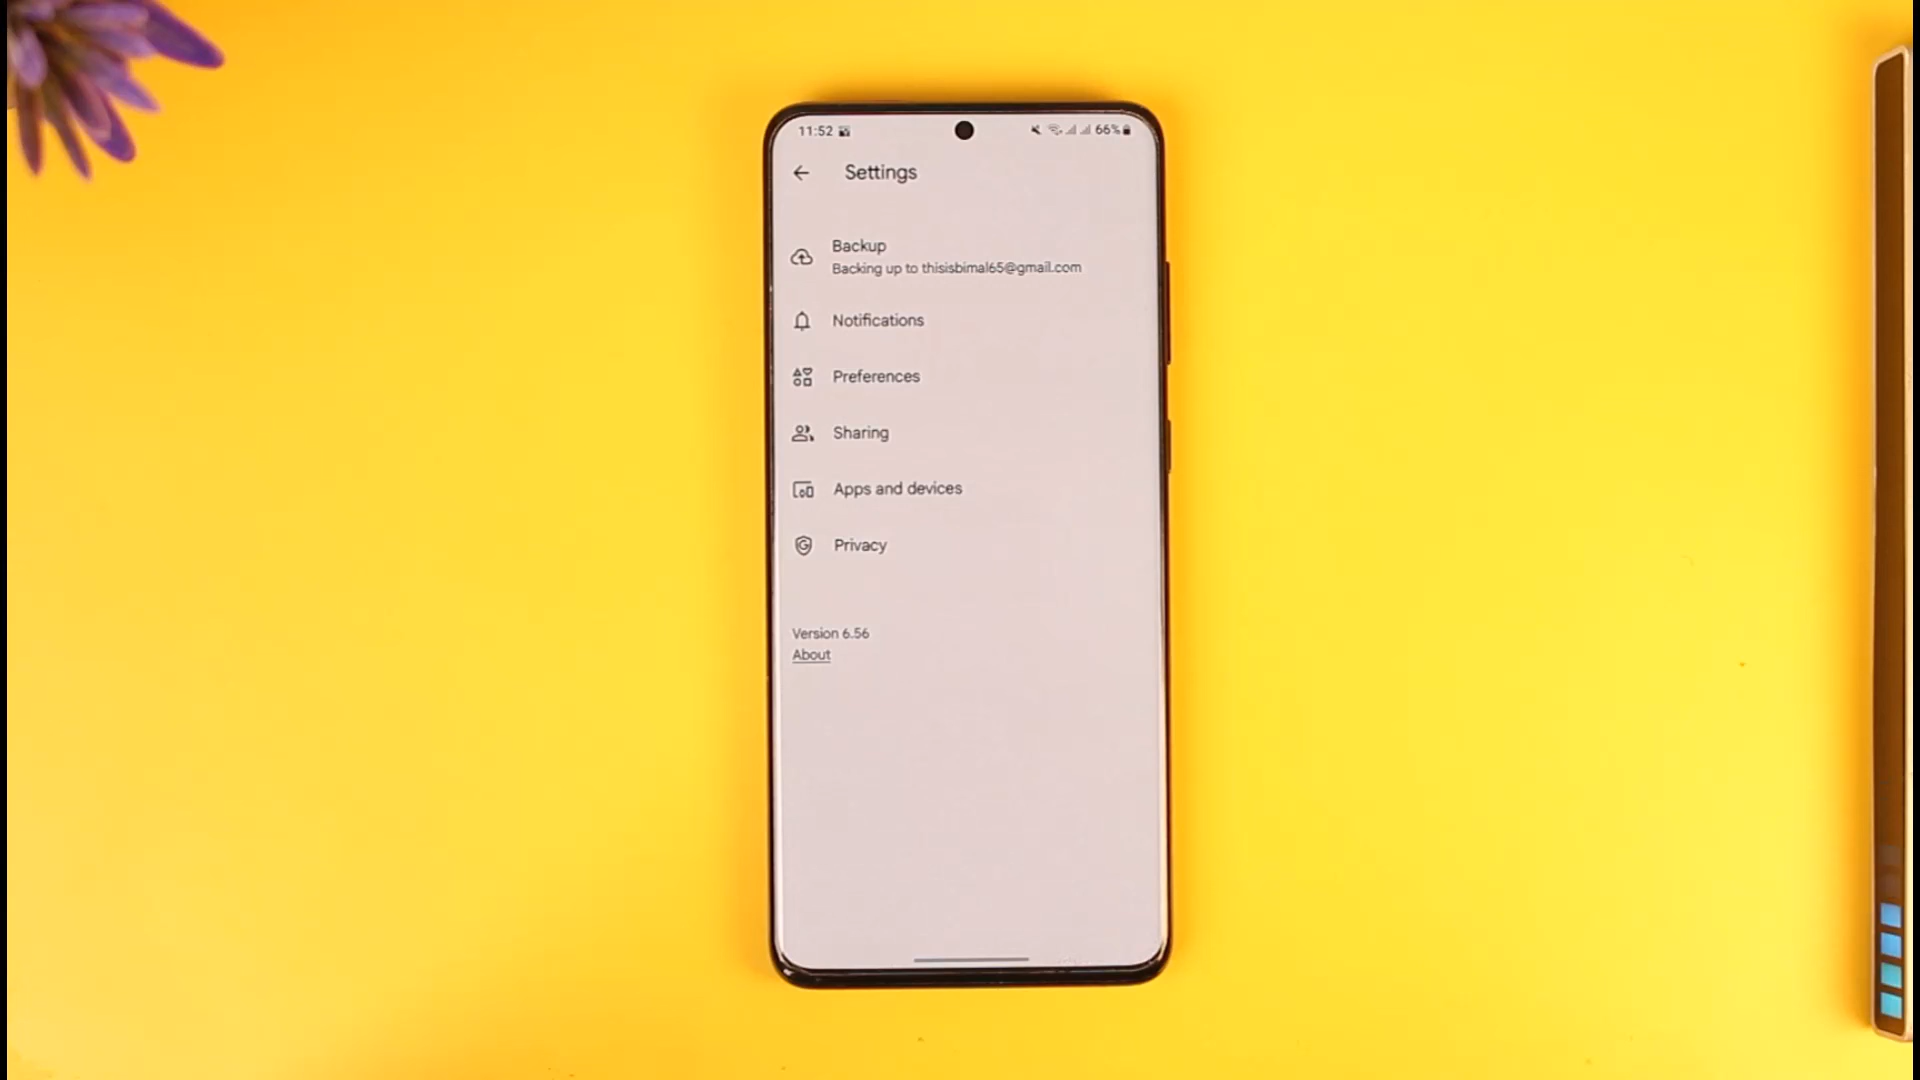 11:52 66%
Settings
Backup
Backing up to thisisbimal65@gmail.com
Notifications
Preferences
Sharing
Apps and devices
Privacy
Version 6.56
About